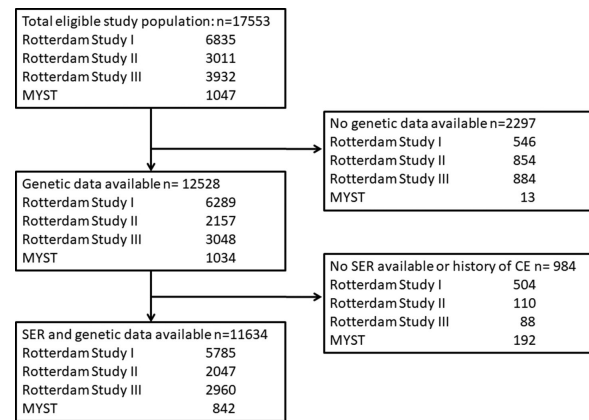 Total eligible study population: n=17553
Rotterdam Study I 6835
Rotterdam Study II 3011
Rotterdam Study III 3932
MYST 1047
No genetic data available n=2297
Rotterdam Study I 546
Rotterdam Study II 854
Rotterdam Study III 884
MYST 13
Genetic data available n= 12528
Rotterdam Study I 6289
Rotterdam Study II 2157
Rotterdam Study III 3048
MYST 1034
No SER available or history of CE n= 984
Rotterdam Study I 504
Rotterdam Study II 110
Rotterdam Study III 88
MYST 192
SER and genetic data available n=11634
Rotterdam Study I 5785
Rotterdam Study II 2047
Rotterdam Study III 2960
MYST 842